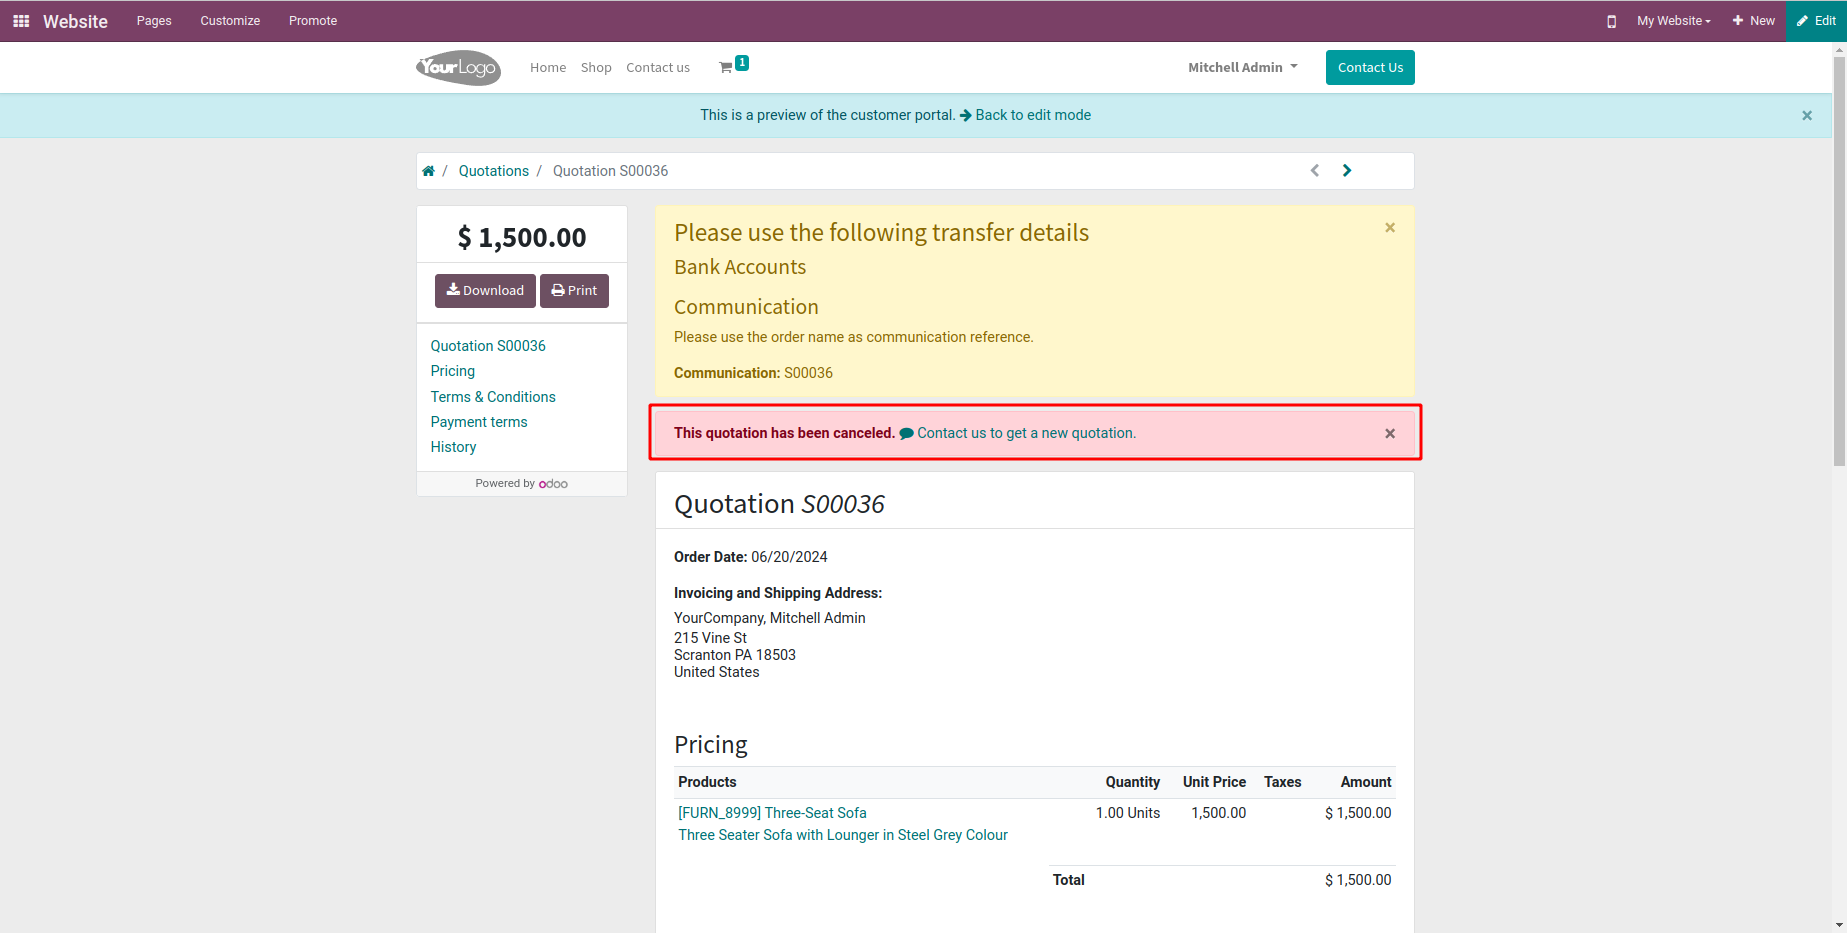 Website Pages Customize Promote My Website New Edit
YourLogo Home Shop Contact us 1 Mitchell Admin Contact Us
This is a preview of the customer portal. Back to edit mode ×
/ Quotations / Quotation S00036
$ 1,500.00
Download Print
Quotation S00036
Pricing
Terms & Conditions
Payment terms
History
Powered by odoo
Please use the following transfer details ×
Bank Accounts
Communication
Please use the order name as communication reference.
Communication: S00036
This quotation has been canceled. Contact us to get a new quotation. ×
Quotation S00036
Order Date: 06/20/2024
Invoicing and Shipping Address:
YourCompany, Mitchell Admin
215 Vine St
Scranton PA 18503
United States
Pricing
Products Quantity Unit Price Taxes Amount
[FURN_8999] Three-Seat Sofa 1.00 Units 1,500.00 $ 1,500.00
Three Seater Sofa with Lounger in Steel Grey Colour
Total $ 1,500.00